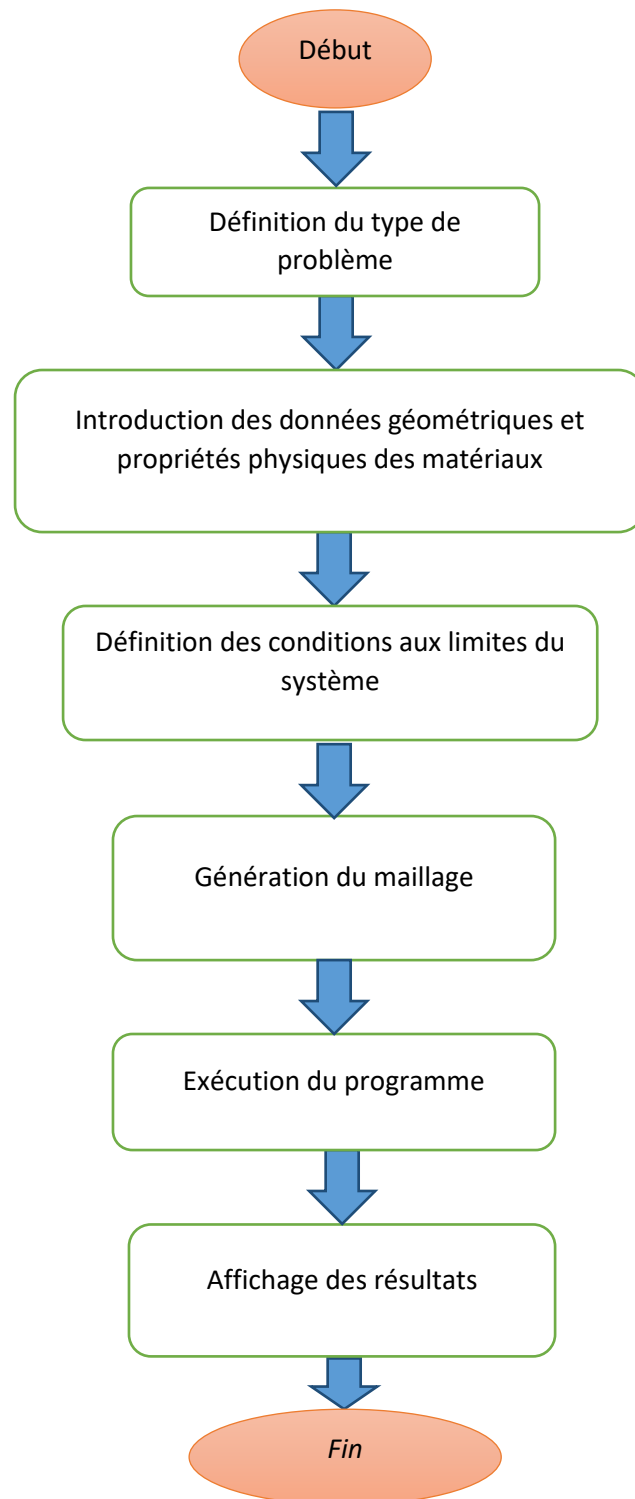 Début
Définition du type de
problème
Introduction des données géométriques et
propriétés physiques des matériaux
Définition des conditions aux limites du
système
Génération du maillage
Exécution du programme
Affichage des résultats
Fin